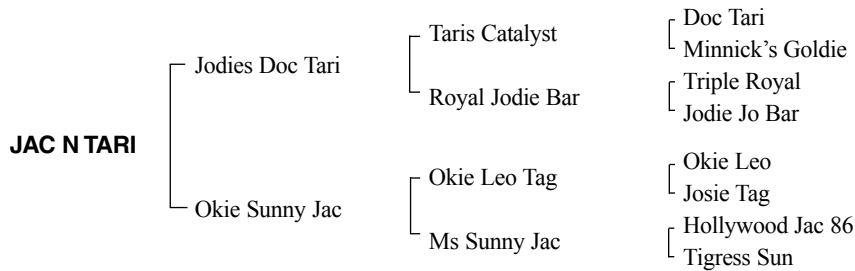 JAC N TARI
Jodies Doc Tari
Okie Sunny Jac
Taris Catalyst
Royal Jodie Bar
Okie Leo Tag
Ms Sunny Jac
Doc Tari
Minnick's Goldie
Triple Royal
Jodie Jo Bar
Okie Leo
Josie Tag
Hollywood Jac 86
Tigress Sun